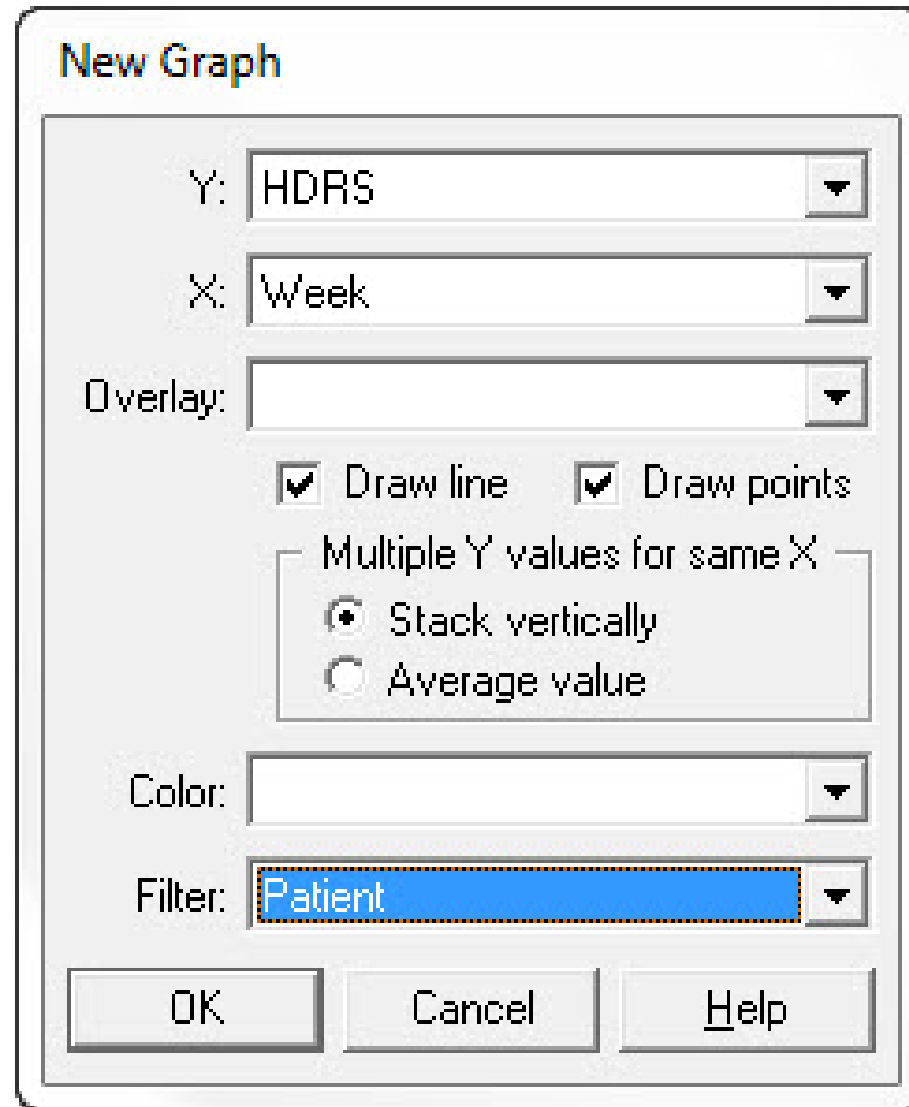 New Graph
Y: HDRS
X: Week
Overlay:
Draw line Draw points
Multiple Y values for same X
Stack vertically
Average value
Color:
Filter: Patient
OK Cancel Help